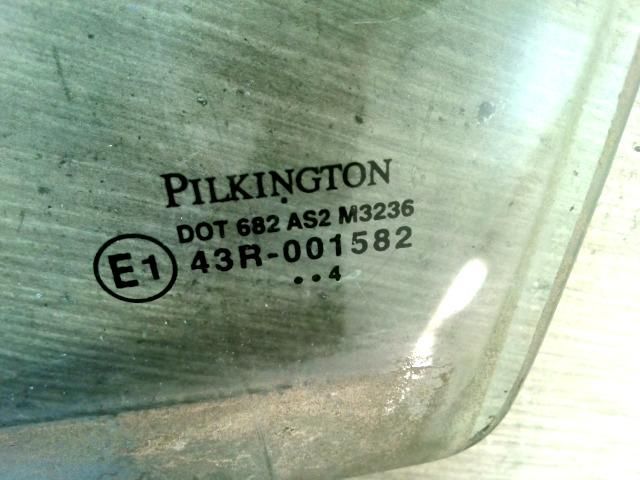 PILKINGTON
DOT 682 AS2 M3236
E1 43R-001582
..4